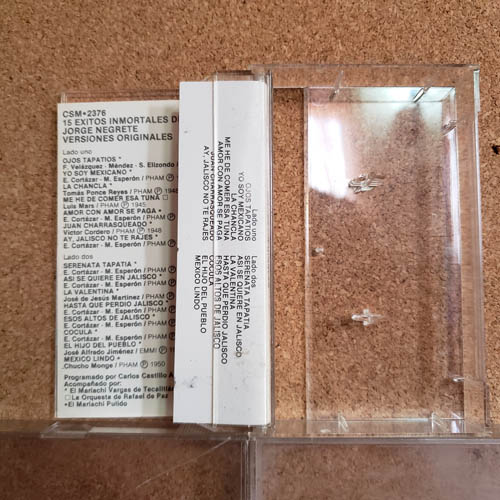 CSM•2376
15 EXITOS INMORTALES DE
JORGE NEGRETE
VERSIONES ORIGINALES
Lado uno
OJOS TAPATIOS *
F. Velázquez - Méndez - S. Elizondo /
YO SOY MEXICANO *
E. Cortázar - M. Esperón / PHAM Ⓟ
LA CHANCLA *
Tomás Ponce Reyes / PHAM Ⓟ 1948
ME HE DE COMER ESA TUNA □
Luis Mars / PHAM Ⓟ 1945
AMOR CON AMOR SE PAGA *
E. Cortázar - M. Esperón / PHAM Ⓟ
JUAN CHARRASQUEADO *
Víctor Cordero / PHAM Ⓟ 1948
AY, JALISCO NO TE RAJES *
E. Cortázar - M. Esperón / PHAM Ⓟ
Lado dos
SERENATA TAPATIA *
E. Cortázar - M. Esperón / PHAM Ⓟ
ASI SE QUIERE EN JALISCO *
E. Cortázar - M. Esperón / PHAM Ⓟ
LA VALENTINA *
José de Jesús Martínez / PHAM Ⓟ
HASTA QUE PERDIO JALISCO *
E. Cortázar - M. Esperón / PHAM Ⓟ
ESOS ALTOS DE JALISCO *
E. Cortázar - M. Esperón / PHAM Ⓟ
COCULA *
E. Cortázar - M. Esperón / PHAM Ⓟ
EL HIJO DEL PUEBLO *
José Alfredo Jiménez / EMMI Ⓟ
MEXICO LINDO *
Chucho Monge / PHAM Ⓟ 1950
Programado por Carlos Castillo A.
Acompañado por:
* El Mariachi Vargas de Tecalitlán
□ La Orquesta de Rafael de Paz
El Mariachi Pulido
Lado uno
OJOS TAPATIOS
YO SOY MEXICANO
LA CHANCLA
ME HE DE COMER ESA TUNA
AMOR CON AMOR SE PAGA
JUAN CHARRASQUEADO
AY, JALISCO NO TE RAJES
Lado dos
SERENATA TAPATIA
ASI SE QUIERE EN JALISCO
LA VALENTINA
HASTA QUE PERDIO JALISCO
ESOS ALTOS DE JALISCO
COCULA
EL HIJO DEL PUEBLO
MEXICO LINDO